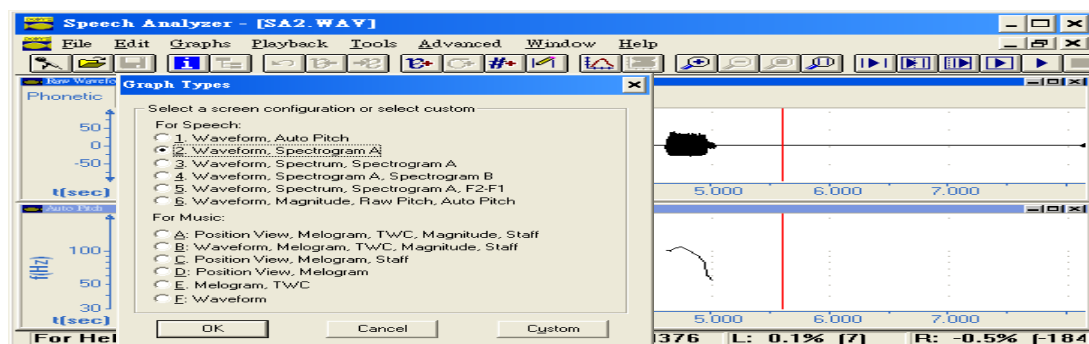 Speech Analyzer - [SA2.WAV]
File Edit Graphs Playback Tools Advanced Window Help
Raw Wavefo
Graph Types
Phonetic
Select a screen configuration or select custom
For Speech:
1. Waveform, Auto Pitch
2. Waveform, Spectrogram A
3. Waveform, Spectrum, Spectrogram A
4. Waveform, Spectrogram A, Spectrogram B
5. Waveform, Spectrum, Spectrogram A, F2-F1
6. Waveform, Magnitude, Raw Pitch, Auto Pitch
For Music:
A: Position View, Melogram, TWC, Magnitude, Staff
B: Waveform, Melogram, TWC, Magnitude, Staff
C. Position View, Melogram, Staff
D: Position View, Melogram
E. Melogram, TWC
F: Waveform
OK Cancel Custom
50
0
-50
t(sec) 5.000 6.000 7.000
Auto Pitch
f(Hz)
100
50
30
t(sec) 5.000 6.000 7.000
For Hel 376 L: 0.1% (7) R: -0.5% (-184